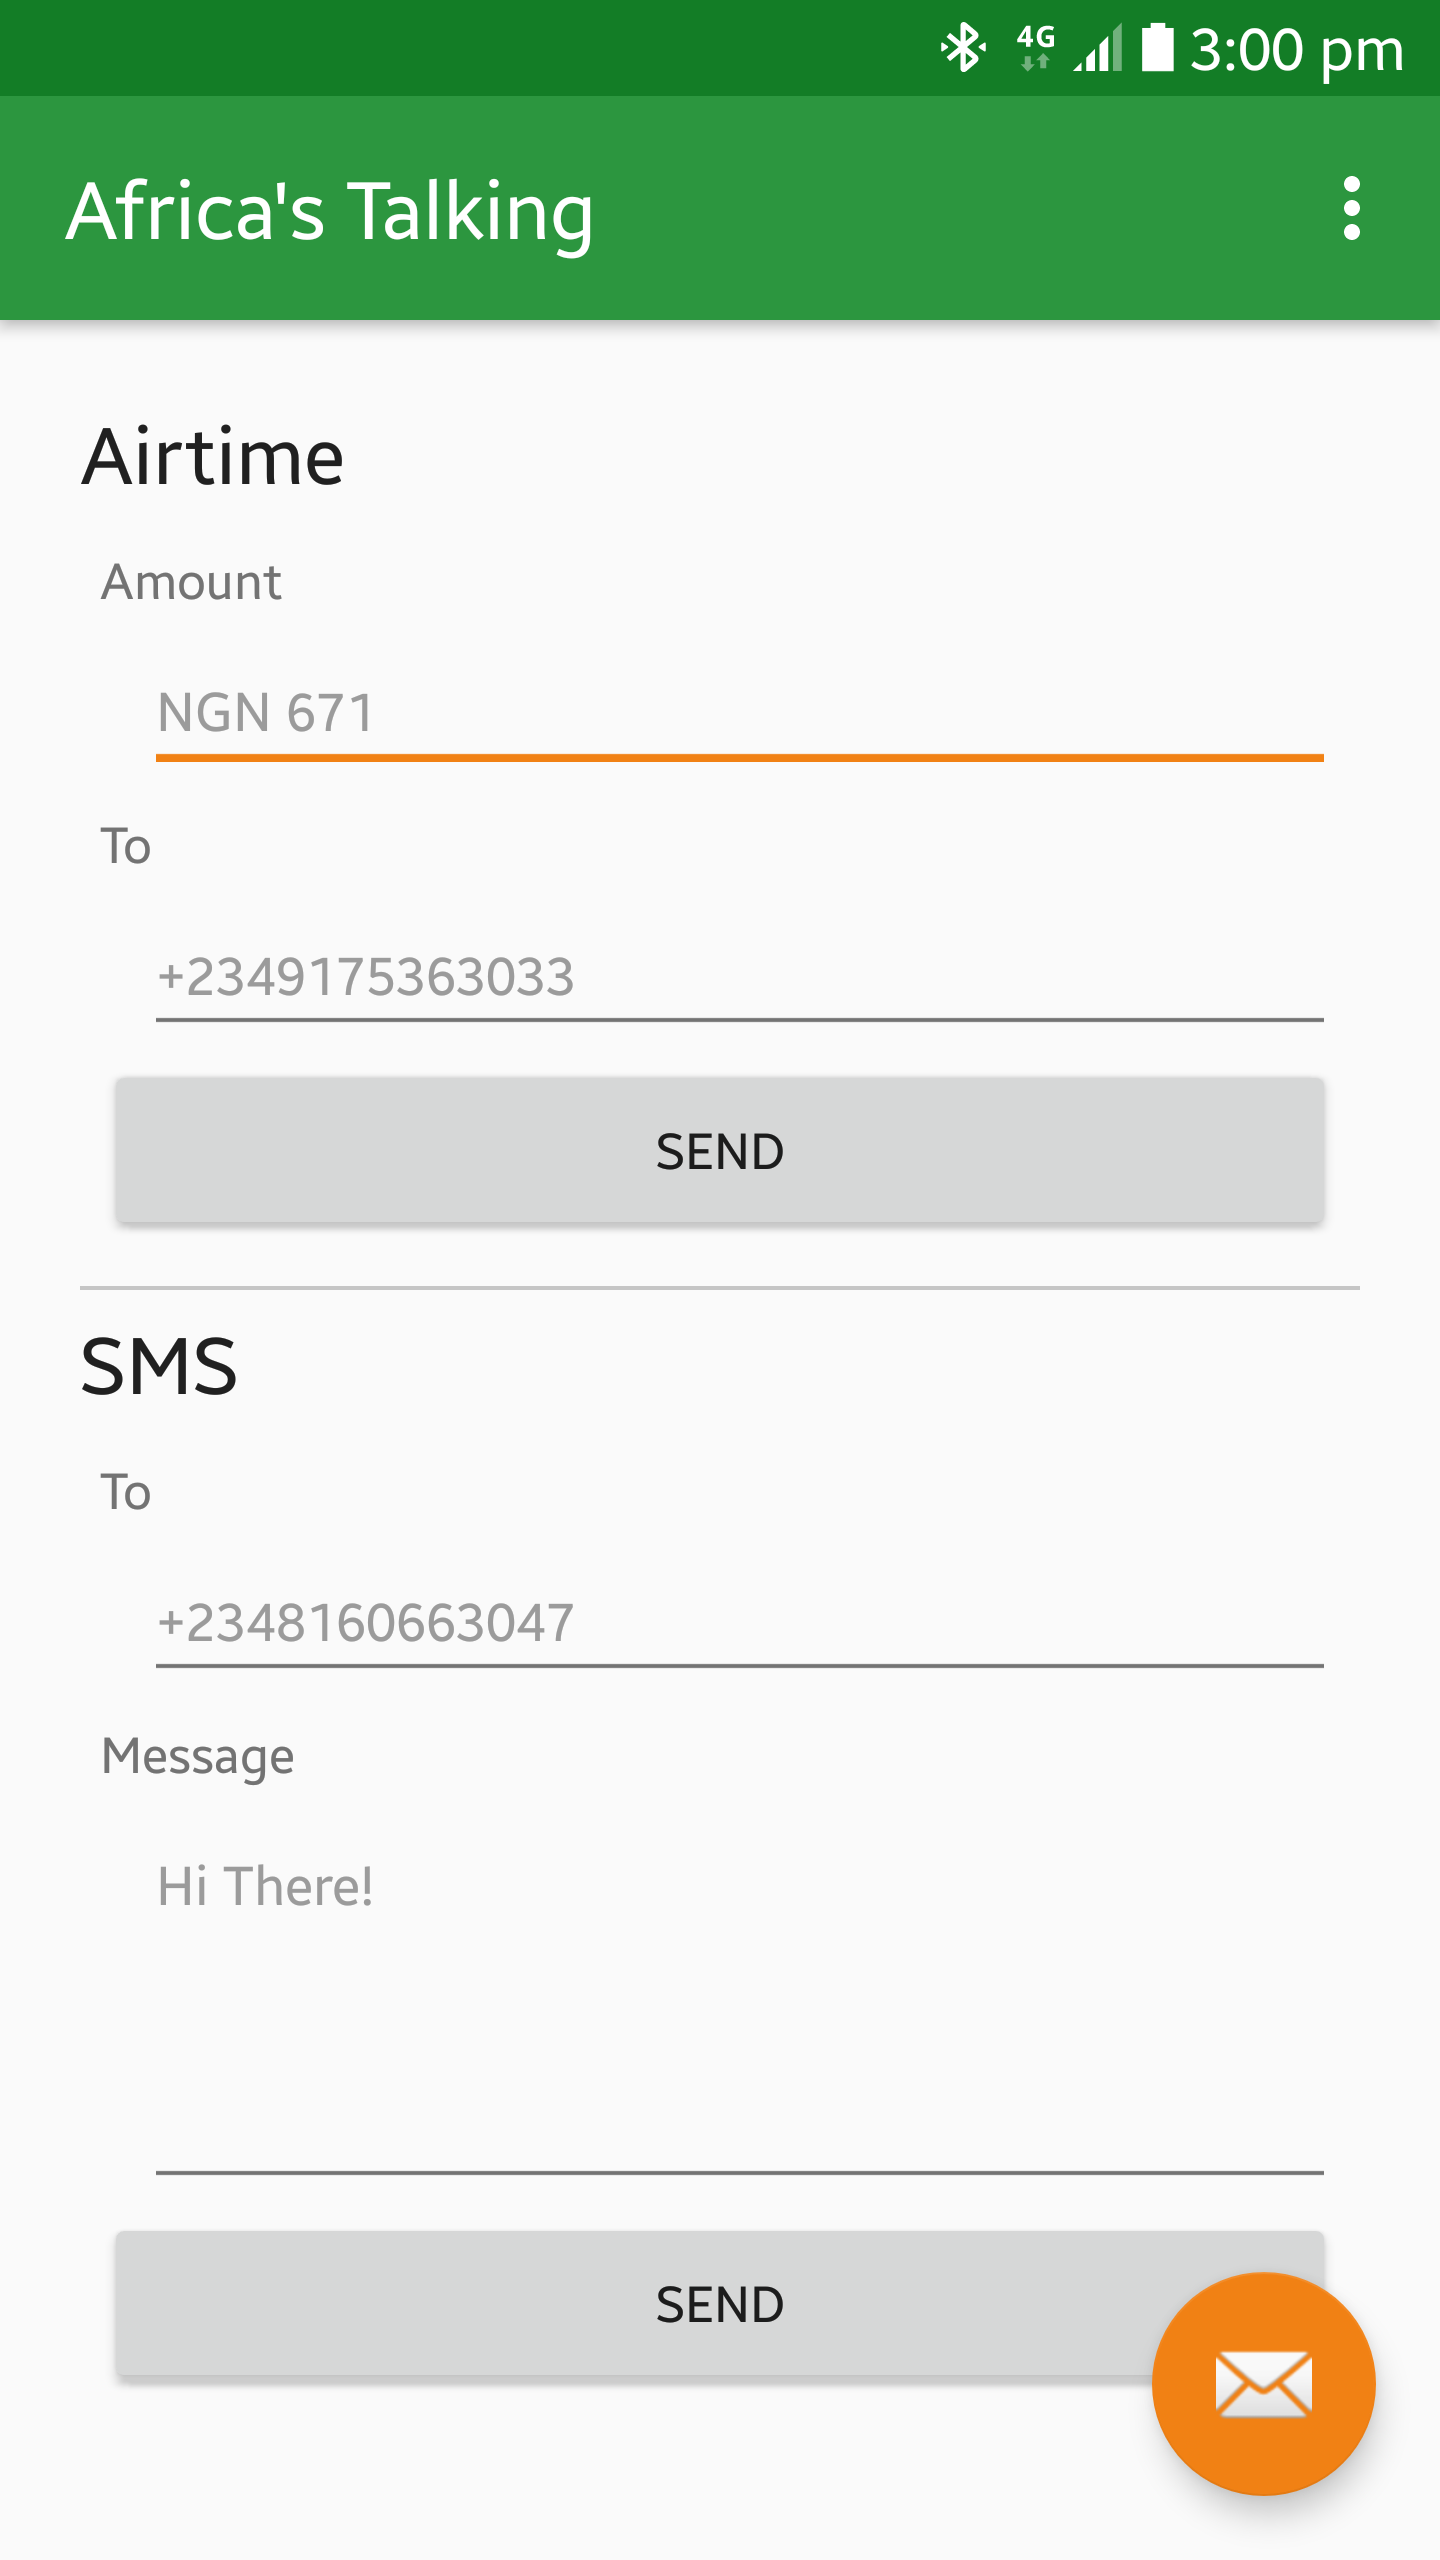 4G 3:00 pm
Africa's Talking
Airtime
Amount
NGN 671
To
+2349175363033
SEND
SMS
To
+2348160663047
Message
Hi There!
SEND